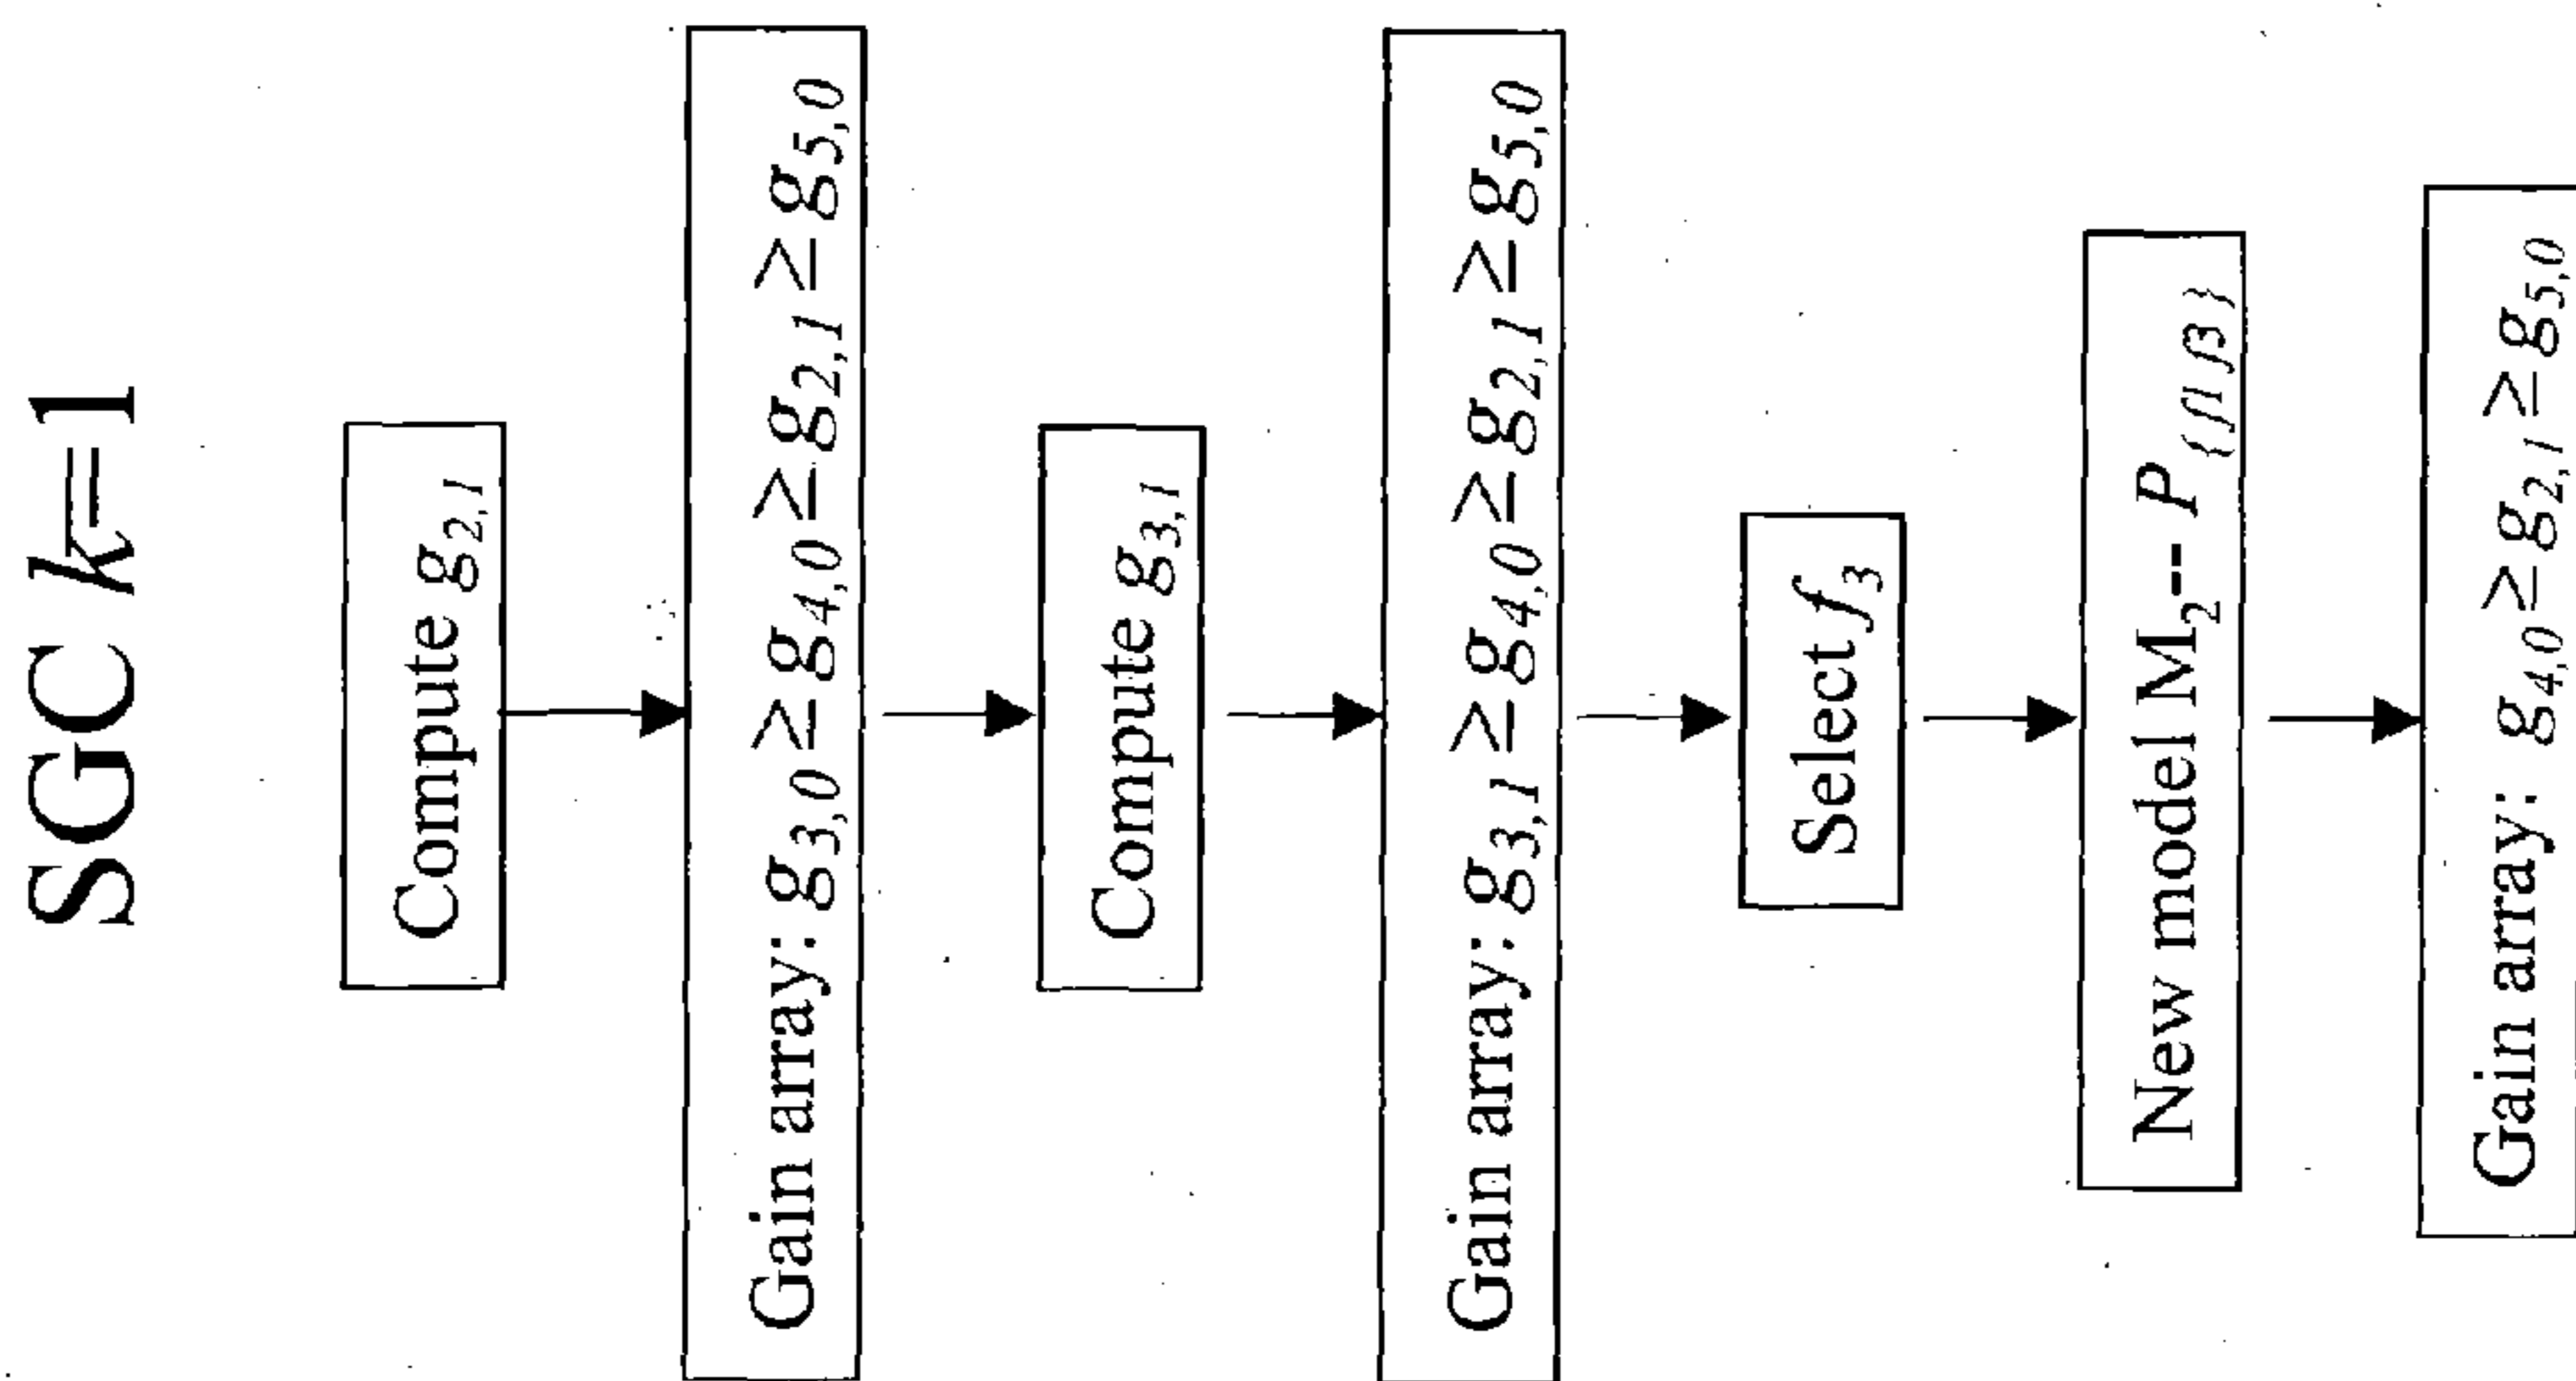 SGC k=1
Compute g2,1
Gain array: g3,0≥g4,0≥g2,1≥g5,0
Compute g3,1
Gain array: g3,1≥g4,0≥g2,1≥g5,0
Select f3
New model M2-- P{f1 f3}
Gain array: g4,0≥g2,1≥g5,0